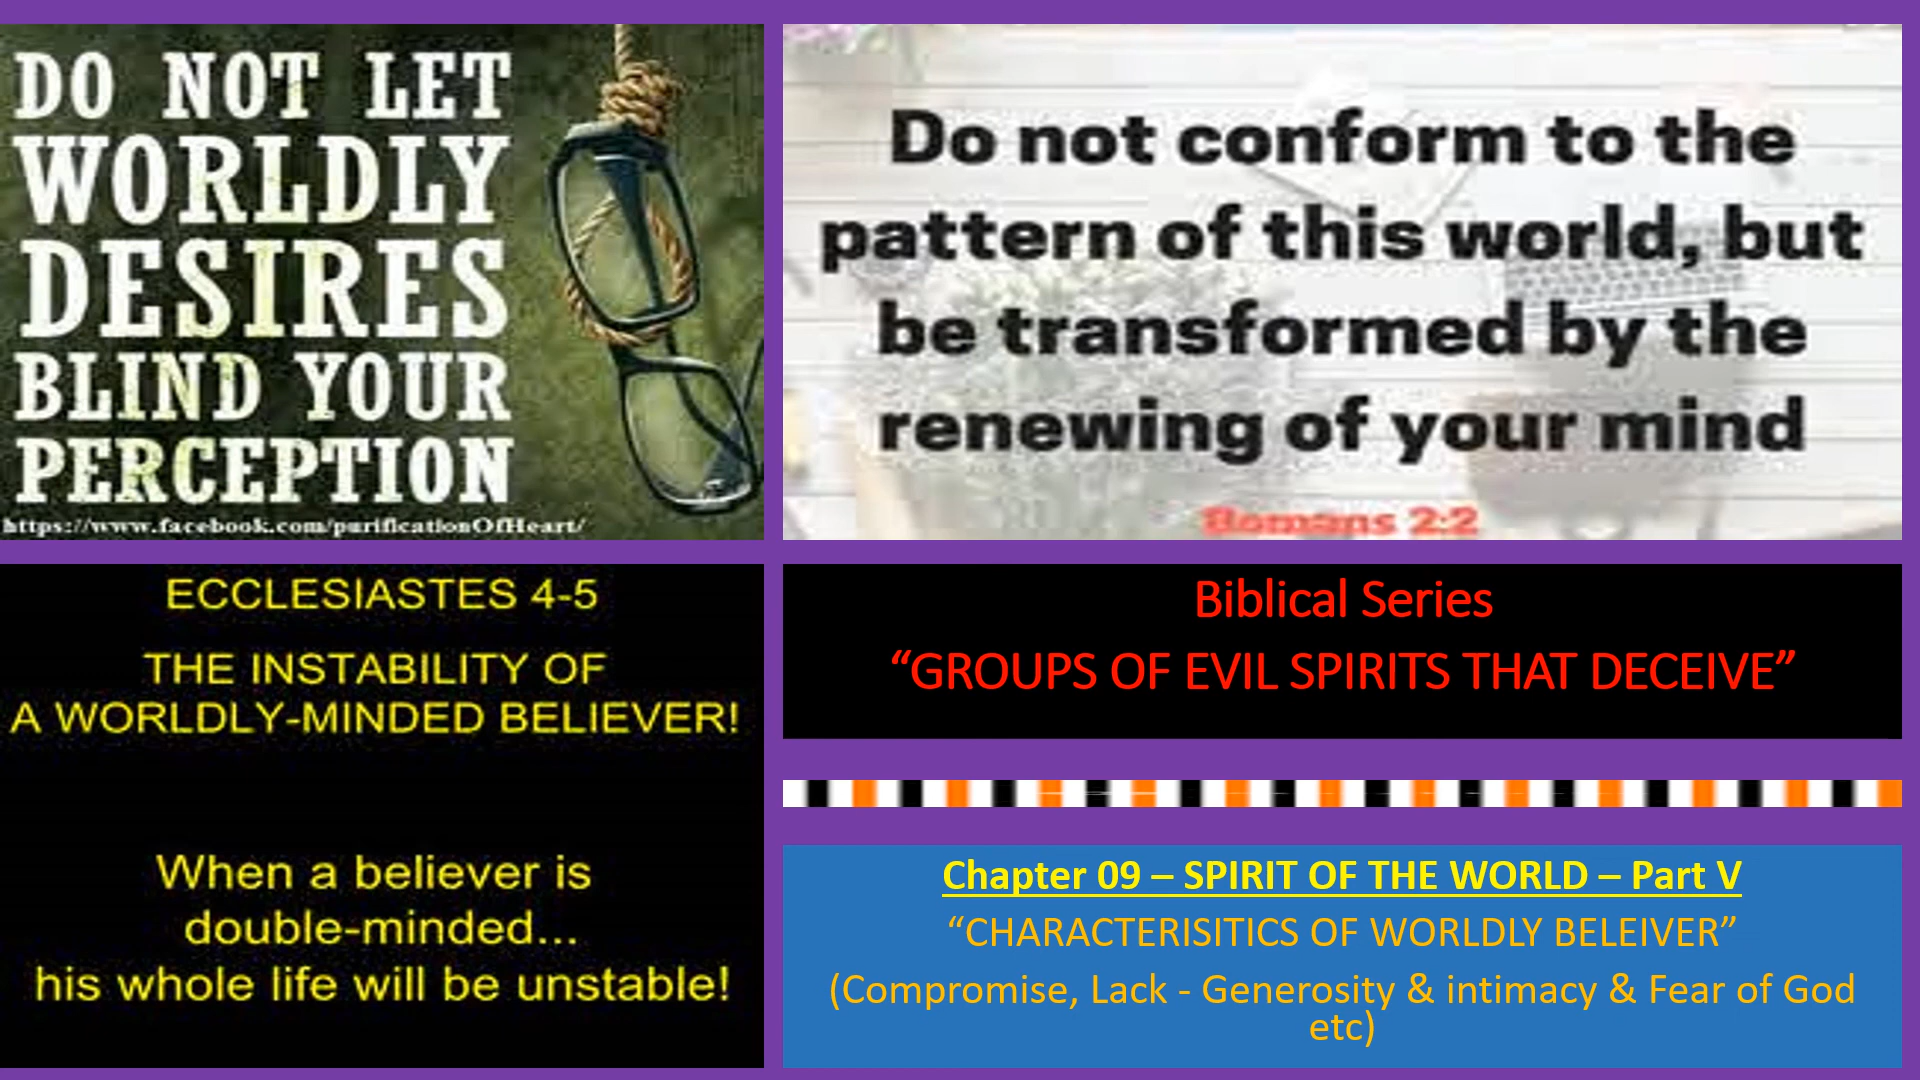 DO NOT LET
WORLDLY
DESIRES
BLIND YOUR
PERCEPTION
https://www.facebook.com/purificationOfHeart/
Do not conform to the
pattern of this world, but
be transformed by the
renewing of your mind
Romans 2:2
ECCLESIASTES 4-5
THE INSTABILITY OF
A WORLDLY-MINDED BELIEVER!
When a believer is
double-minded...
his whole life will be unstable!
Biblical Series
“GROUPS OF EVIL SPIRITS THAT DECEIVE”
Chapter 09 – SPIRIT OF THE WORLD – Part V
“CHARACTERISITICS OF WORLDLY BELEIVER”
(Compromise, Lack - Generosity & intimacy & Fear of God
etc)